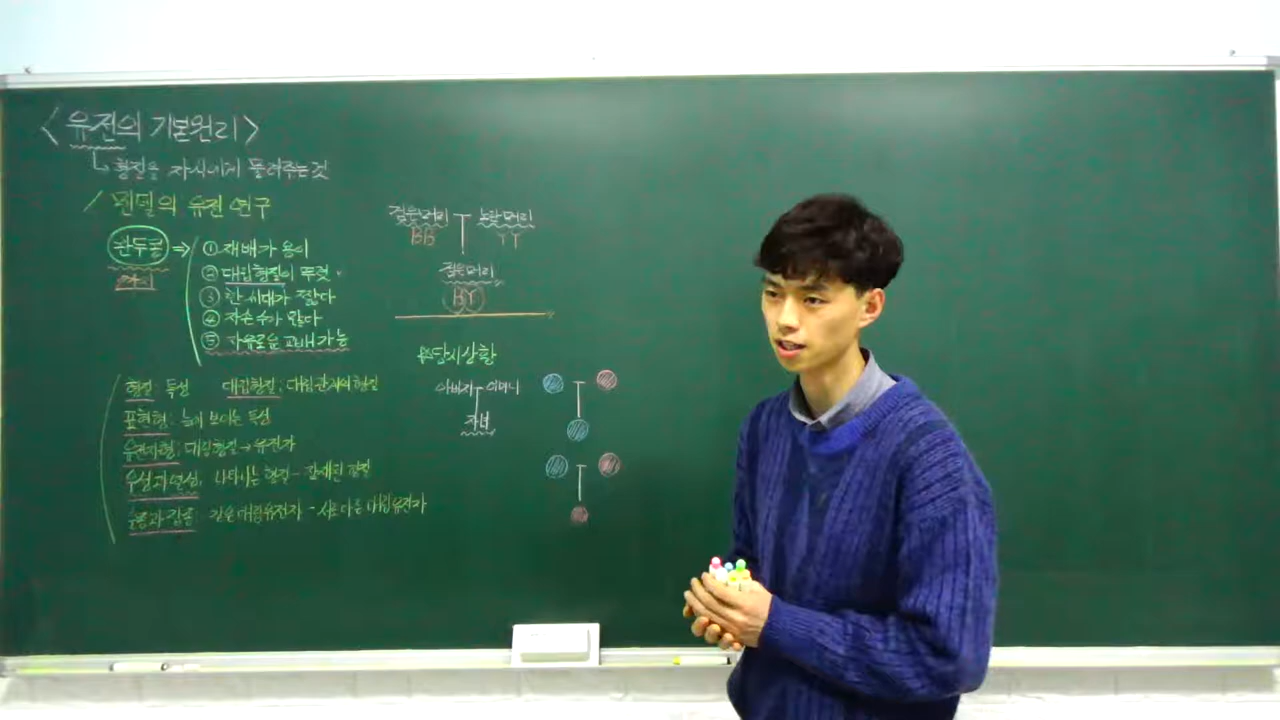 <유전의 기본원리>
↳ 형질을 자식에게 물려주는 것
/ 멘델의 유전 연구
완두콩 ⇒ ① 재배가 용이
② 대립형질이 뚜렷
③ 한 세대가 짧다
④ 자손 수가 많다
⑤ 자유로운 교배 가능
형질: 특성 대립형질: 대립관계의 형질
표현형: 눈에 보이는 특성
유전자형: 대립형질→유전자
우성과 열성: 나타나는 형질 - 잠재된 형질
순종과 잡종: 같은 대립유전자 - 서로 다른 대립유전자
검은머리 노랑머리
BB YY
검은머리
BY
당시상황
아버지 어머니
자녀